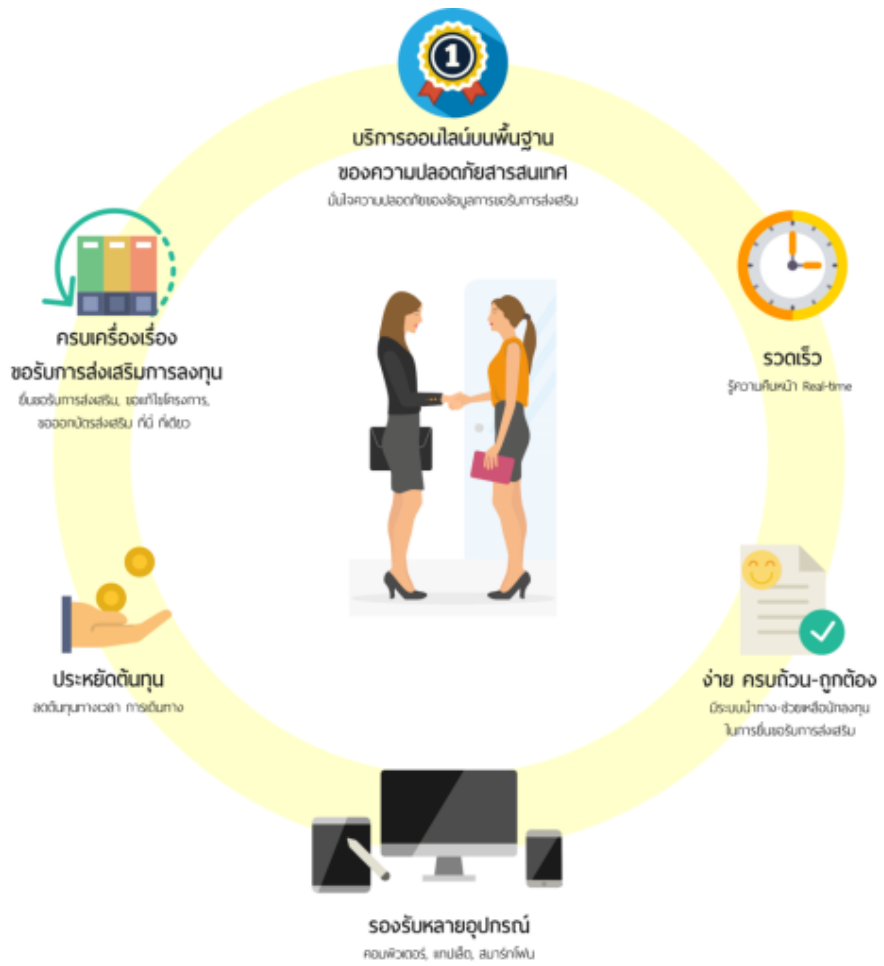 1
บริการออนไลน์บนพื้นฐาน
ของความปลอดภัยสารสนเทศ
มั่นใจความปลอดภัยของข้อมูลการขอรับการส่งเสริม
รวดเร็ว
รู้ความคืบหน้า Real-time
ง่าย ครบถ้วน-ถูกต้อง
มีระบบนำทาง-ช่วยเหลือนักลงทุน
ในการยื่นขอรับการส่งเสริม
รองรับหลายอุปกรณ์
คอมพิวเตอร์, แท็บเล็ต, สมาร์ทโฟน
ประหยัดต้นทุน
ลดต้นทุนทางเวลา การเดินทาง
ครบเครื่องเรื่อง
ขอรับการส่งเสริมการลงทุน
ยื่นขอรับการส่งเสริม, ขอแก้ไขโครงการ,
ขอออกบัตรส่งเสริม ที่นี่ ที่เดียว